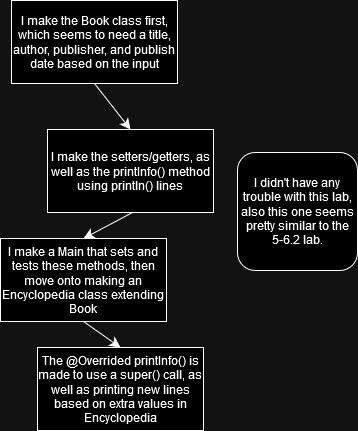 I make the Book class first,
which seems to need a title,
author, publisher, and publish
date based on the input
I make the setters/getters, as
well as the printInfo() method
using println() lines
I didn't have any
trouble with this lab,
also this one seems
pretty similar to the
5-6.2 lab.
I make a Main that sets and
tests these methods, then
move onto making an
Encyclopedia class extending
Book
The @Overrided printInfo() is
made to use a super() call, as
well as printing new lines
based on extra values in
Encyclopedia